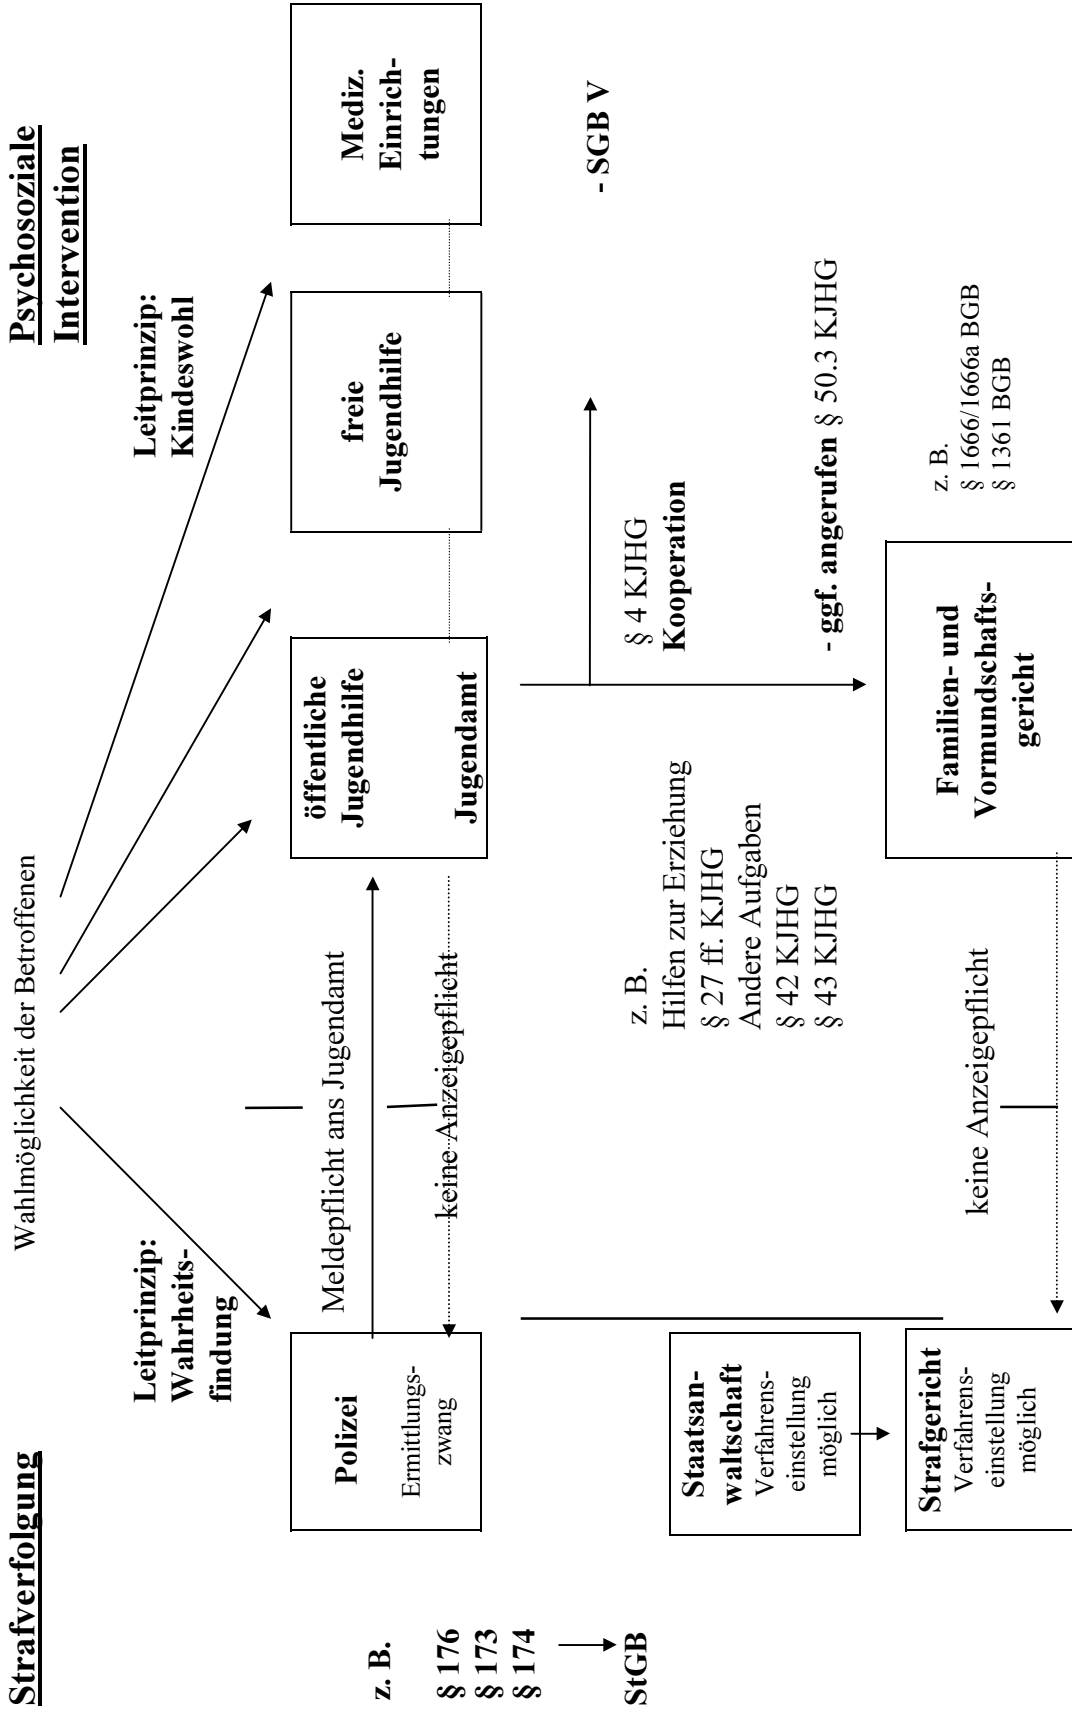 Strafverfolgung
Psychosoziale
Intervention
Wahlmöglichkeit der Betroffenen
Leitprinzip:
Wahrheits-
findung
Leitprinzip:
Kindeswohl
Polizei
Ermittlungs-
zwang
Meldepflicht ans Jugendamt
keine Anzeigepflicht
öffentliche
Jugendhilfe
Jugendamt
freie
Jugendhilfe
Mediz.
Einrich-
tungen
z. B.
§ 176
§ 173
§ 174
StGB
z. B.
Hilfen zur Erziehung
§ 27 ff. KJHG
Andere Aufgaben
§ 42 KJHG
§ 43 KJHG
§ 4 KJHG
Kooperation
- SGB V
- ggf. angerufen § 50.3 KJHG
Staatsan-
waltschaft
Verfahrens-
einstellung
möglich
Strafgericht
Verfahrens-
einstellung
möglich
keine Anzeigepflicht
Familien- und
Vormundschafts-
gericht
z. B.
§ 1666/1666a BGB
§ 1361 BGB